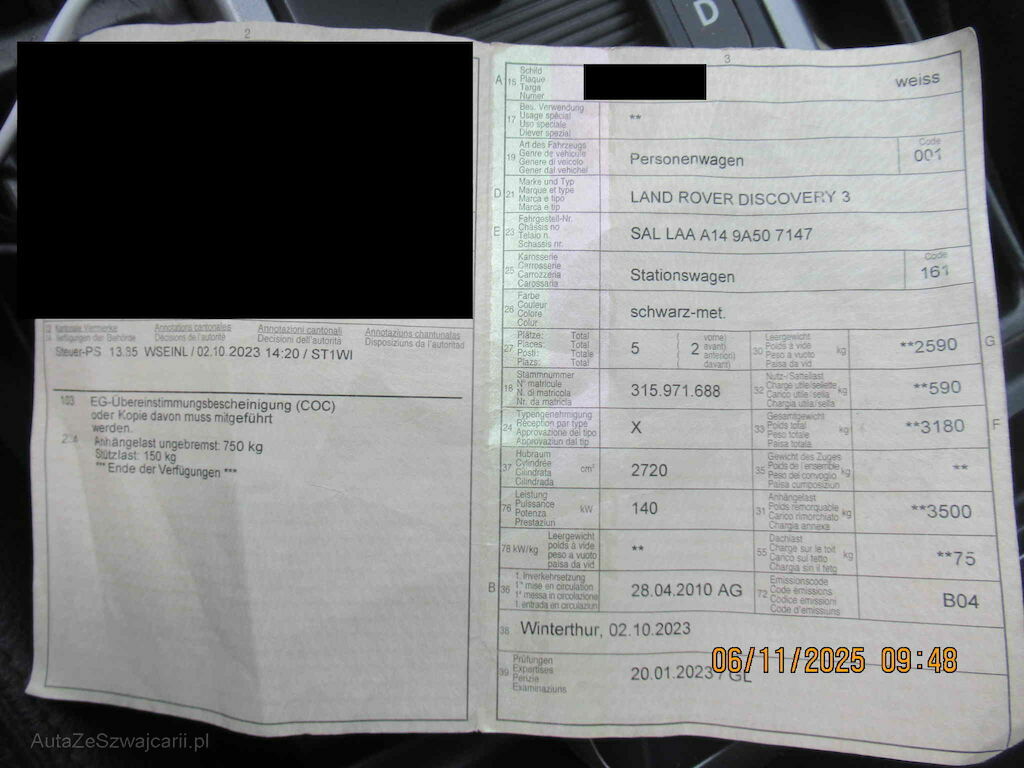 D
2
3
A 15 Schild
Plaque
Targa
Numer
weiss
17 Bes. Verwendung
Usage spécial
Uso speciale
Diever spezial
**
19 Art des Fahrzeugs
Genre de véhicule
Genere di veicolo
Gener dal vehichel
Personenwagen
Code
001
D 21 Marke und Typ
Marque et type
Marca e tipo
Marca e tip
LAND ROVER DISCOVERY 3
E 23 Fahrgestell-Nr.
Châssis no
Telaio n.
Schassis nr.
SAL LAA A14 9A50 7147
25 Karosserie
Carrosserie
Carrozzeria
Carossaria
Stationswagen
Code
161
26 Farbe
Couleur
Colore
Colur
schwarz-met.
27 Plätze: Total
Places: Total
Posti: Totale
Plazs: Total
5
( 2 vorne)
avant)
anteriori)
davant)
30 Leergewicht
Poids à vide
Peso a vuoto
Paisa da vid
kg
**2590
G
18 Stammnummer
N° matricule
N. di matricola
Nr. da matricla
315.971.688
32 Nutz-/Sattellast
Charge utile/sellette
Carico utile/sella
Chargia utila/sella
kg
**590
24 Typengenehmigung
Réception par type
Approvazione del tipo
Approvaziun dal tip
X
33 Gesamtgewicht
Poids total
Peso totale
Paisa totala
kg
**3180
F
37 Hubraum
Cylindrée
Cilindrata
Cilindrada
cm³
2720
35 Gewicht des Zuges
Poids de l'ensemble
Peso del convoglio
Paisa cumposiziun
kg
**
76 Leistung
Puissance
Potenza
Prestaziun
kW
140
31 Anhängelast
Poids remorquable
Carico rimorchiato
Chargia annexa
kg
**3500
78 kW/kg
Leergewicht
poids à vide
peso a vuoto
paisa da vid
**
55 Dachlast
Charge sur le toit
Carico sul tetto
Chargia sin il tetg
kg
**75
B 36 1. Inverkehrsetzung
1re mise en circulation
1a messa in circolazione
1. entrada en circulaziun
28.04.2010 AG
72 Emissionscode
Code émissions
Codice emissioni
Code d'emissiuns
B04
38 Winterthur, 02.10.2023
39 Prüfungen
Expertises
Perizie
Examinaziuns
20.01.2023 / GL
Kantonale Vermerke
Verfügungen der Behörde
Annotations cantonales
Décisions de l'autorité
Annotazioni cantonali
Decisioni dell'autorità
Annotaziuns chantunalas
Disposiziuns da l'autoritad
Steuer-PS 13.35 WSEINL / 02.10.2023 14:20 / ST1WI
103 EG-Übereinstimmungsbescheinigung (COC)
oder Kopie davon muss mitgeführt
werden.
Anhängelast ungebremst: 750 kg
Stützlast: 150 kg
*** Ende der Verfügungen ***
06/11/2025 09:48
AutaZeSzwajcarii.pl